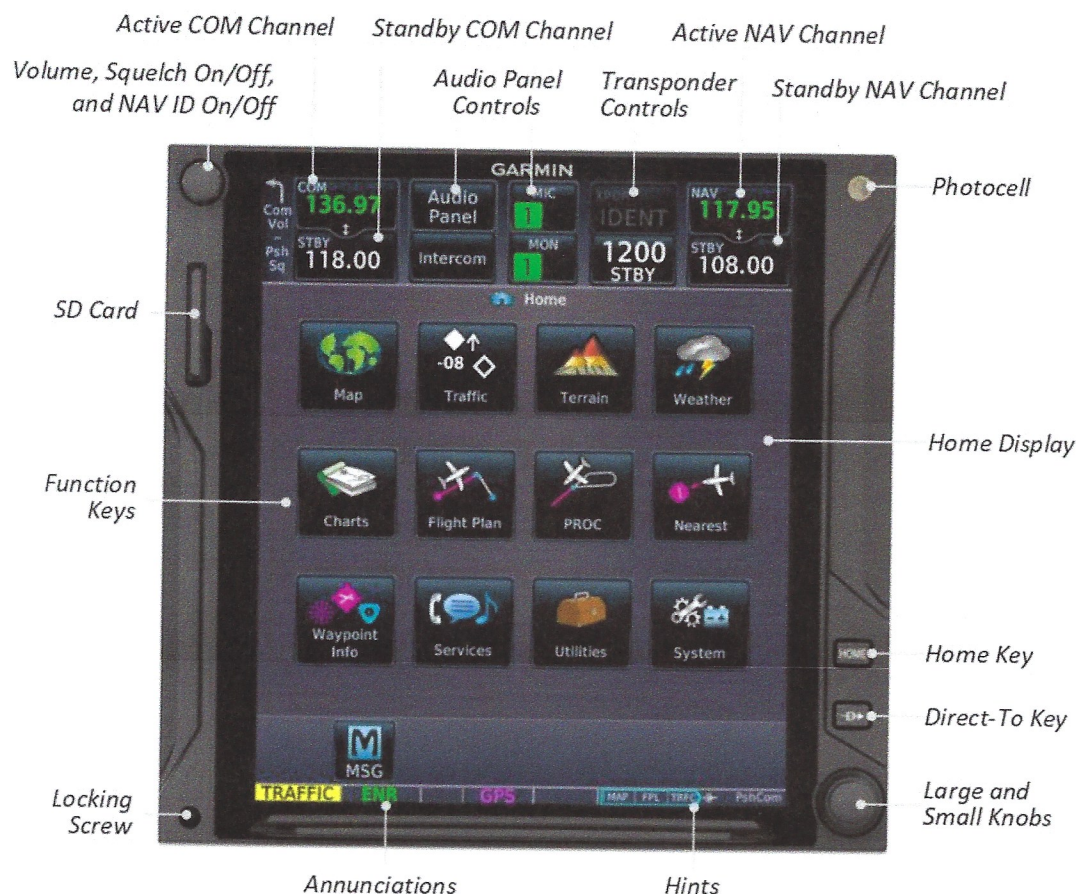 Active COM Channel
Standby COM Channel
Active NAV Channel
Volume, Squelch On/Off,
and NAV ID On/Off
Audio Panel
Controls
Transponder
Controls
Standby NAV Channel
GARMIN
Com
Vol
-
Psh
Sq
COM
136.97
STBY
118.00
Audio
Panel
Intercom
MIC
1
MON
1
IDENT
1200
STBY
NAV
117.95
STBY
108.00
Photocell
SD Card
Home
Map
-08
Traffic
Terrain
Weather
Home Display
Function
Keys
Charts
Flight Plan
PROC
Nearest
Waypoint
Info
Services
Utilities
System
HOME
Home Key
D
Direct-To Key
MSG
TRAFFIC
ENR
GPS
MAP
FPL
TRFC
PshCom
Locking
Screw
Large and
Small Knobs
Annunciations
Hints